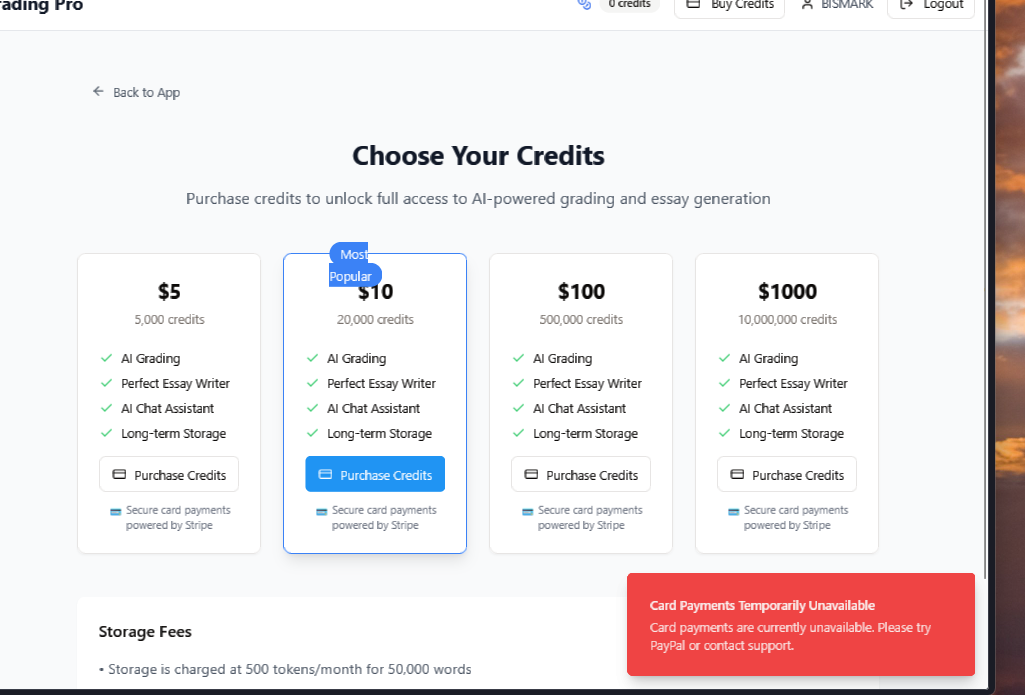 ading Pro
0 credits
Buy Credits
BISMARK
Logout
Back to App
Choose Your Credits
Purchase credits to unlock full access to AI-powered grading and essay generation
$5
5,000 credits
AI Grading
Perfect Essay Writer
AI Chat Assistant
Long-term Storage
Purchase Credits
Secure card payments
powered by Stripe
Most
Popular
$10
20,000 credits
AI Grading
Perfect Essay Writer
AI Chat Assistant
Long-term Storage
Purchase Credits
Secure card payments
powered by Stripe
$100
500,000 credits
AI Grading
Perfect Essay Writer
AI Chat Assistant
Long-term Storage
Purchase Credits
Secure card payments
powered by Stripe
$1000
10,000,000 credits
AI Grading
Perfect Essay Writer
AI Chat Assistant
Long-term Storage
Purchase Credits
Secure card payments
powered by Stripe
Storage Fees
• Storage is charged at 500 tokens/month for 50,000 words
Card Payments Temporarily Unavailable
Card payments are currently unavailable. Please try
PayPal or contact support.